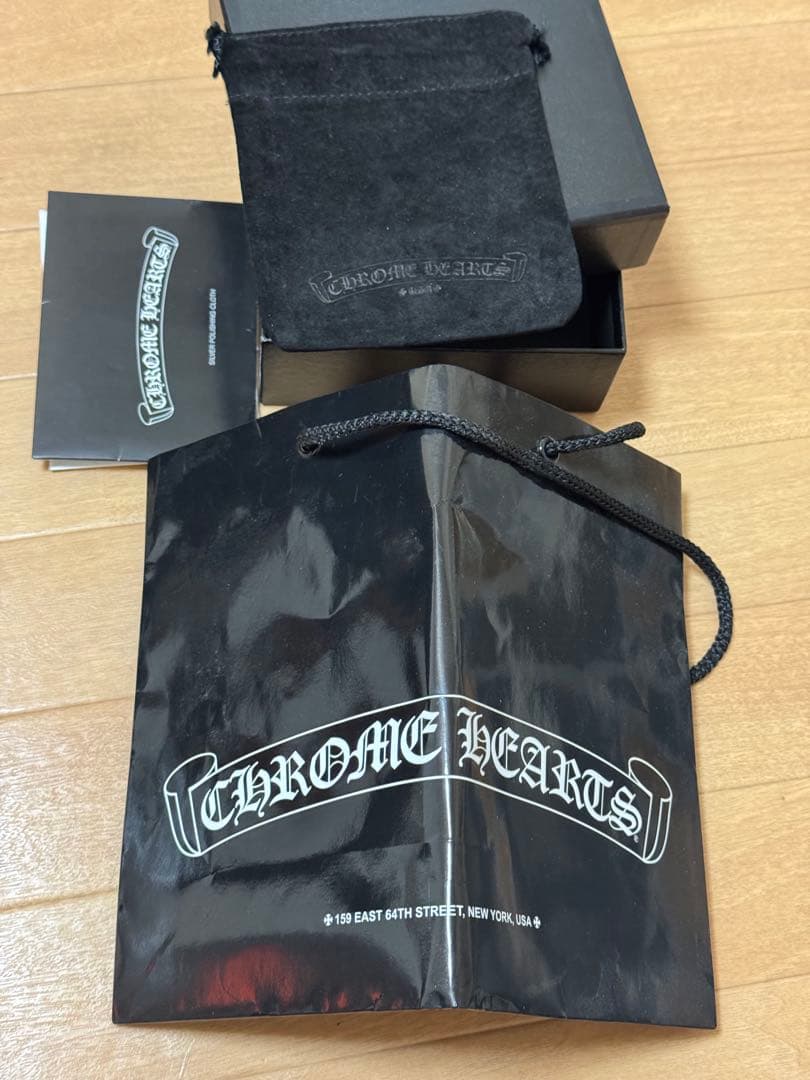 CHROME HEARTS
CHROME HEARTS
SILVER POLISHING CLOTH
CHROME HEARTS®
159 EAST 64TH STREET, NEW YORK, USA